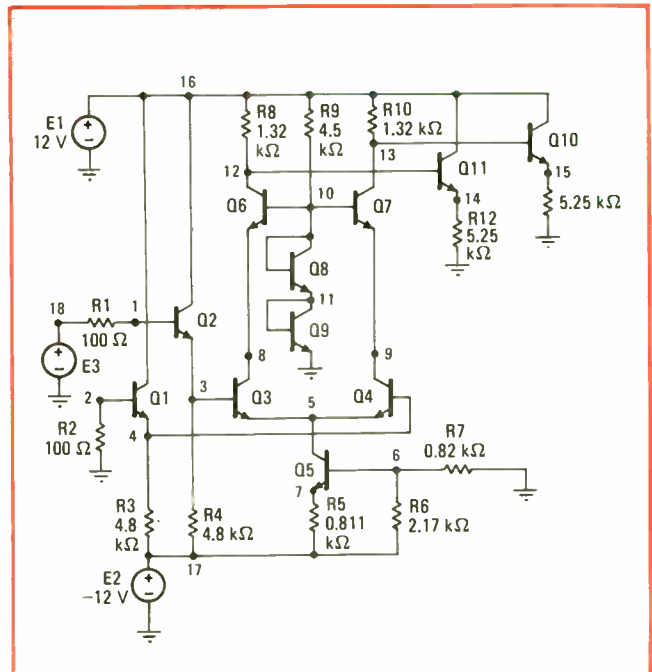 16
E1
12 V
R8
1.32
kΩ
R9
4.5
kΩ
R10
1.32 kΩ
Q10
12
13
Q11
15
Q6
10
Q7
14
5.25 kΩ
R12
5.25
kΩ
Q8
18
R1
1
11
100 Ω
Q2
Q9
E3
8
9
2
Q1
3
Q3
5
Q4
R2
100 Ω
4
R7
0.82 kΩ
Q5
6
7
R3
4.8
kΩ
R4
4.8 kΩ
R5
0.811
kΩ
R6
2.17 kΩ
17
E2
−12 V